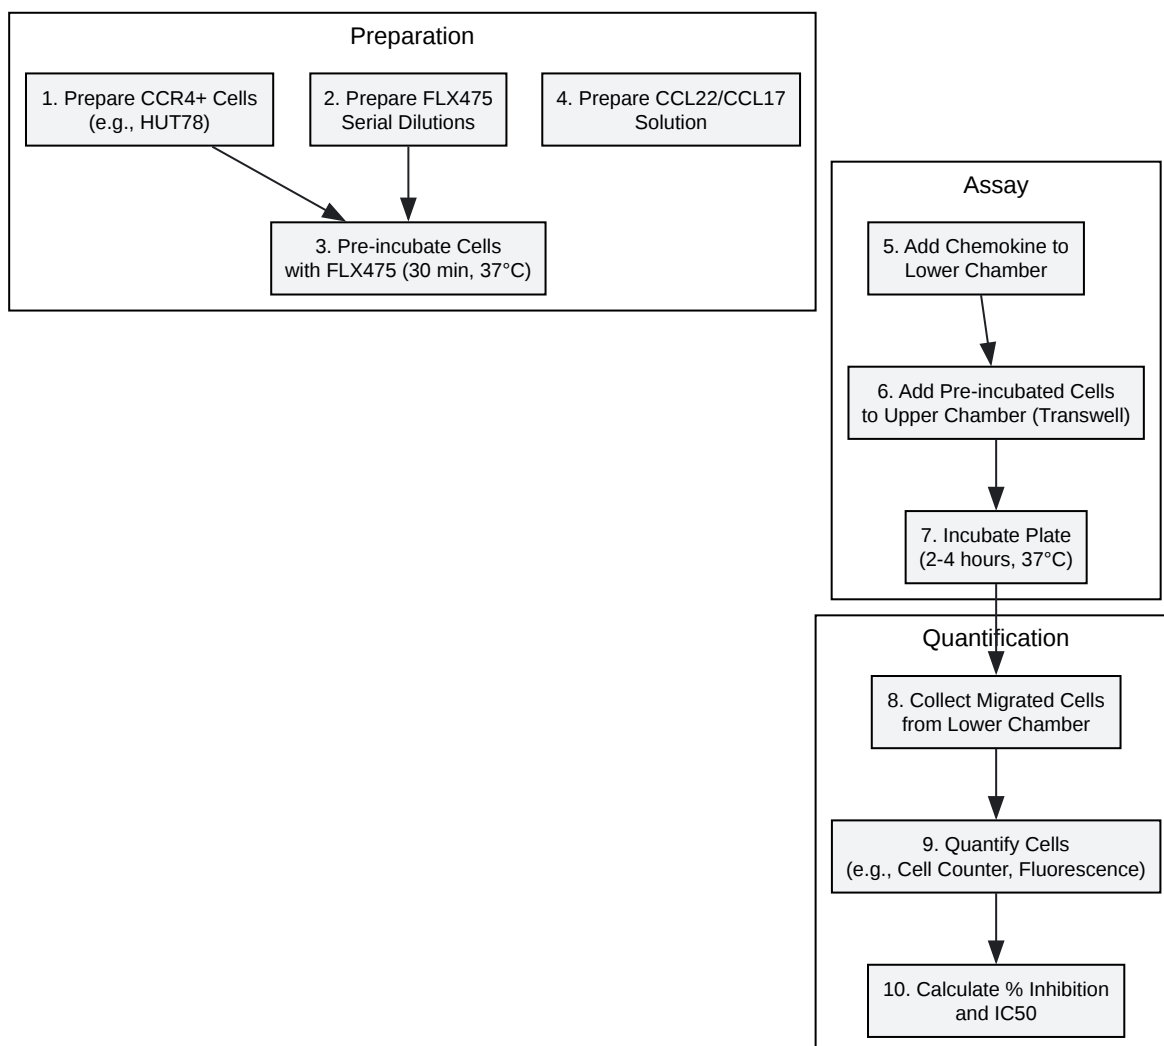 Preparation
1. Prepare CCR4+ Cells
(e.g., HUT78)
2. Prepare FLX475
Serial Dilutions
4. Prepare CCL22/CCL17
Solution
3. Pre-incubate Cells
with FLX475 (30 min, 37°C)
Assay
5. Add Chemokine to
Lower Chamber
6. Add Pre-incubated Cells
to Upper Chamber (Transwell)
7. Incubate Plate
(2-4 hours, 37°C)
Quantification
8. Collect Migrated Cells
from Lower Chamber
9. Quantify Cells
(e.g., Cell Counter, Fluorescence)
10. Calculate % Inhibition
and IC50